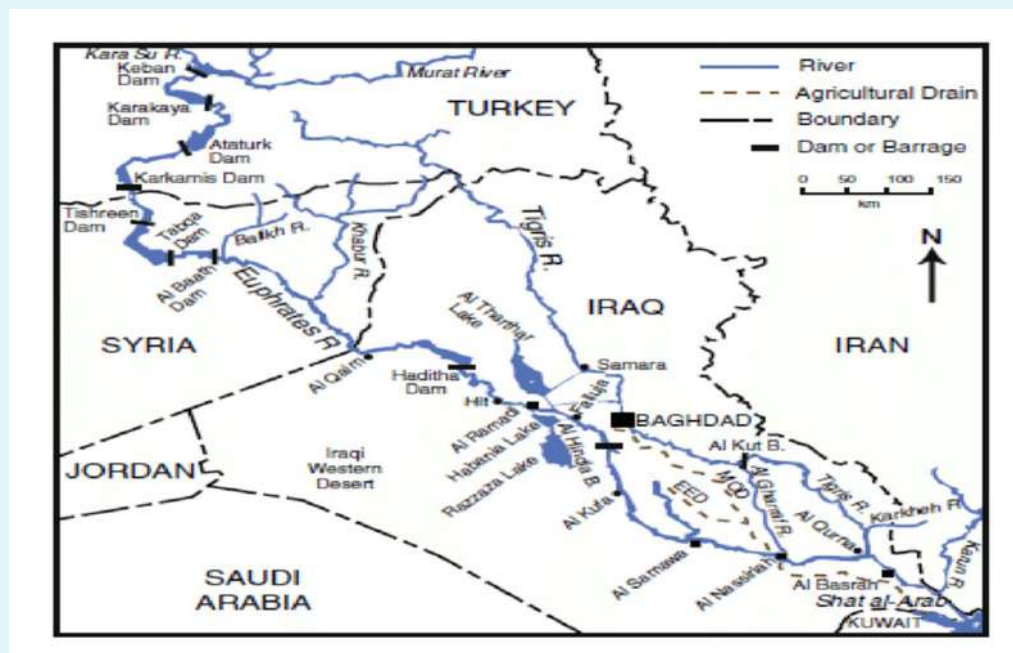 Kara Su R.
Keban
Dam
Murat River
Karakaya
Dam
TURKEY
Ataturk
Dam
Karkamis Dam
Tishreen
Dam
Tabqa
Dam
Al Baath
Dam
Balikh R.
Khabur R.
Euphrates R
Tigris R.
SYRIA
IRAQ
IRAN
Al Qaim
Haditha
Dam
Al Tharthar
Lake
Samara
Hit
Al Ramadi
Habania Lake
Razzaza Lake
Falluja
BAGHDAD
Al Hindia B.
Al Kut B.
JORDAN
Iraqi
Western
Desert
Al Kufa
EED
MOD
Al Gharraf R.
Tigris R.
Al Qurna
Karkheh R.
Karun R.
Al Samawa
Al Nassiriah
Al Basrah
Shat al-Arab
KUWAIT
SAUDI
ARABIA
River
Agricultural Drain
Boundary
Dam or Barrage
0 50 100 150
km
N